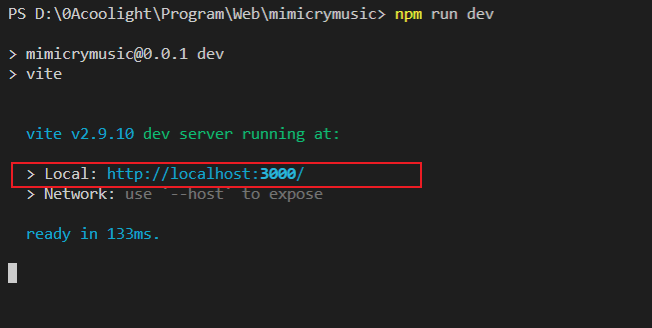 PS D:\0Acoolight\Program\Web\mimicrymusic> npm run dev
> mimicrymusic@0.0.1 dev
> vite
vite v2.9.10 dev server running at:
> Local: http://localhost:3000/
> Network: use `--host` to expose
ready in 133ms.